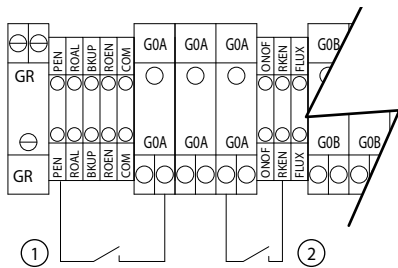 PEN ROAL BKUP ROEN COM G0A G0A G0A ONOF RKEN FLUX G0B
GR
G0A G0A G0A G0B G0B
PEN ROAL BKUP ROEN COM ONOF RKEN FLUX
GR
1 2